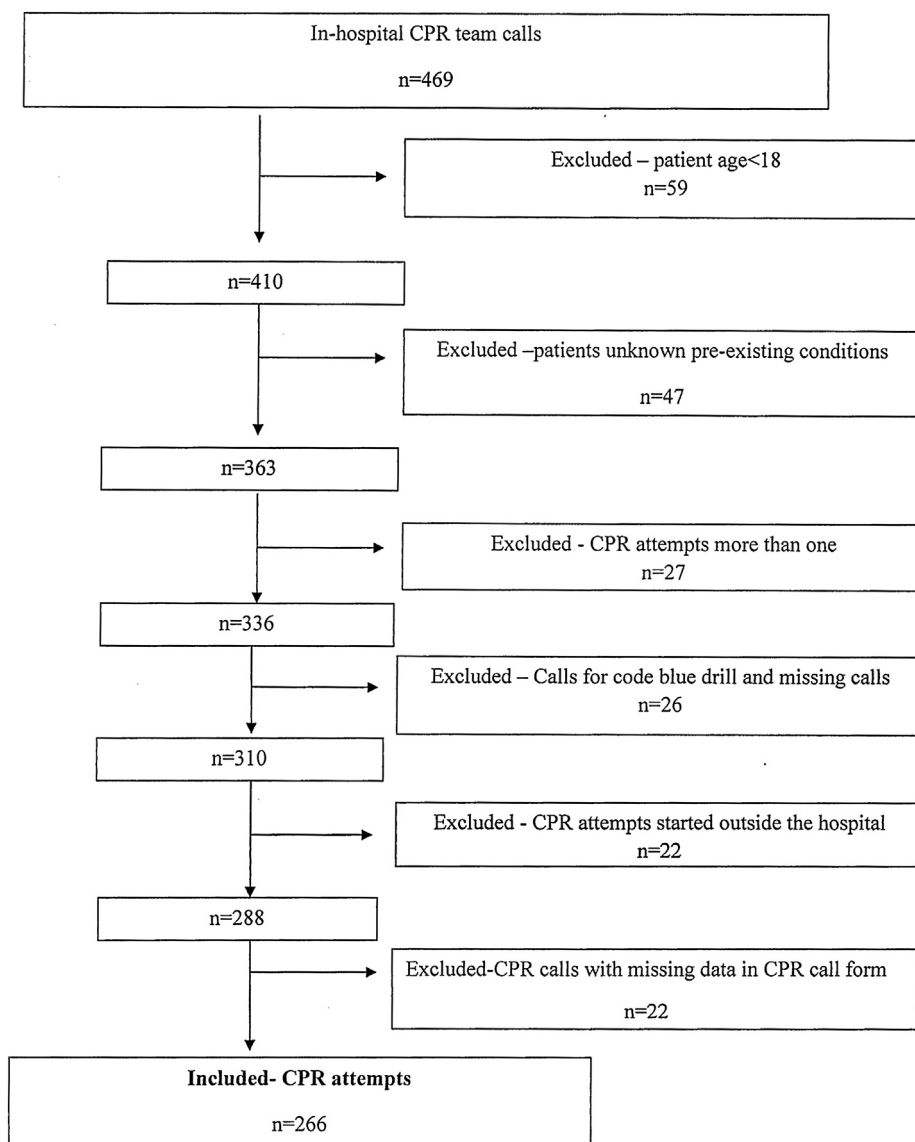 In-hospital CPR team calls
n=469
Excluded – patient age<18
n=59
n=410
Excluded –patients unknown pre-existing conditions
n=47
n=363
Excluded - CPR attempts more than one
n=27
n=336
Excluded – Calls for code blue drill and missing calls
n=26
n=310
Excluded - CPR attempts started outside the hospital
n=22
n=288
Excluded-CPR calls with missing data in CPR call form
n=22
Included- CPR attempts
n=266